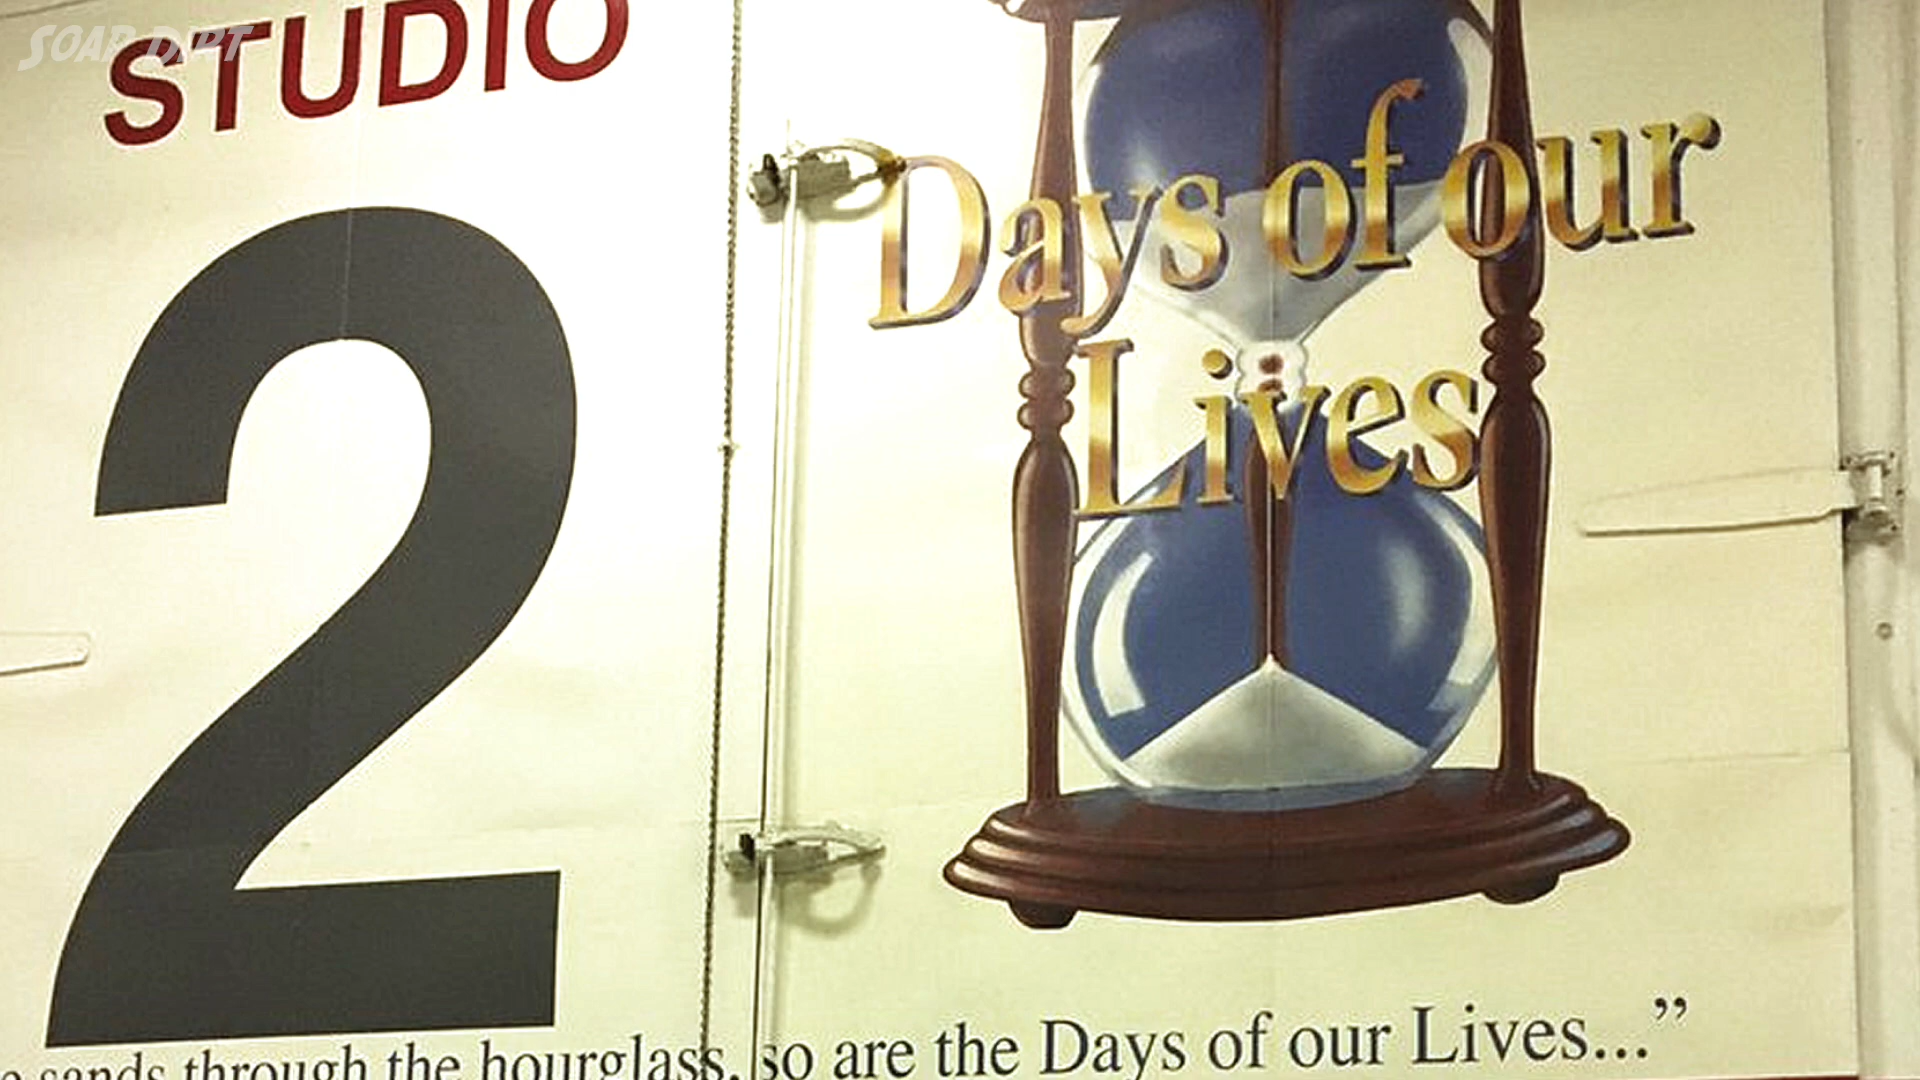 SOAP DIRT
STUDIO
2
Days of our
Lives
sands through the hourglass, so are the Days of our Lives..."